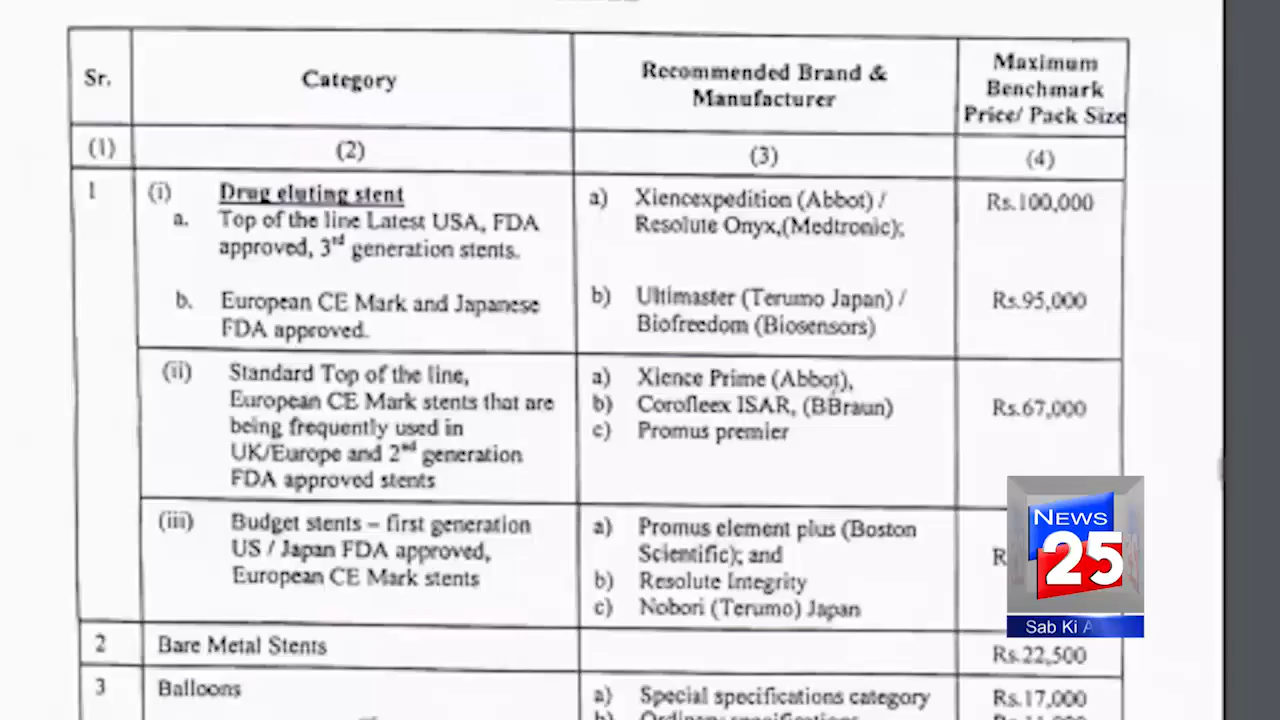 Sr.
Category
Recommended Brand &
Manufacturer
Maximum
Benchmark
Price/ Pack Size
(1)
(2)
(3)
(4)
1
(i) Drug eluting stent
a. Top of the line Latest USA, FDA
approved, 3rd generation stents.
a) Xiencexpedition (Abbot) /
Resolute Onyx,(Medtronic);
Rs.100,000
b. European CE Mark and Japanese
FDA approved.
b) Ultimaster (Terumo Japan) /
Biofreedom (Biosensors)
Rs.95,000
(ii) Standard Top of the line,
European CE Mark stents that are
being frequently used in
UK/Europe and 2nd generation
FDA approved stents
a) Xience Prime (Abbot),
b) Corofleex ISAR, (BBraun)
c) Promus premier
Rs.67,000
(iii) Budget stents – first generation
US / Japan FDA approved,
European CE Mark stents
a) Promus element plus (Boston
Scientific); and
b) Resolute Integrity
c) Nobori (Terumo) Japan
R
2
Bare Metal Stents
Rs.22,500
3
Balloons
a) Special specifications category
Rs.17,000
b) Ordinary specifications
NEWS
25
Sab Ki A